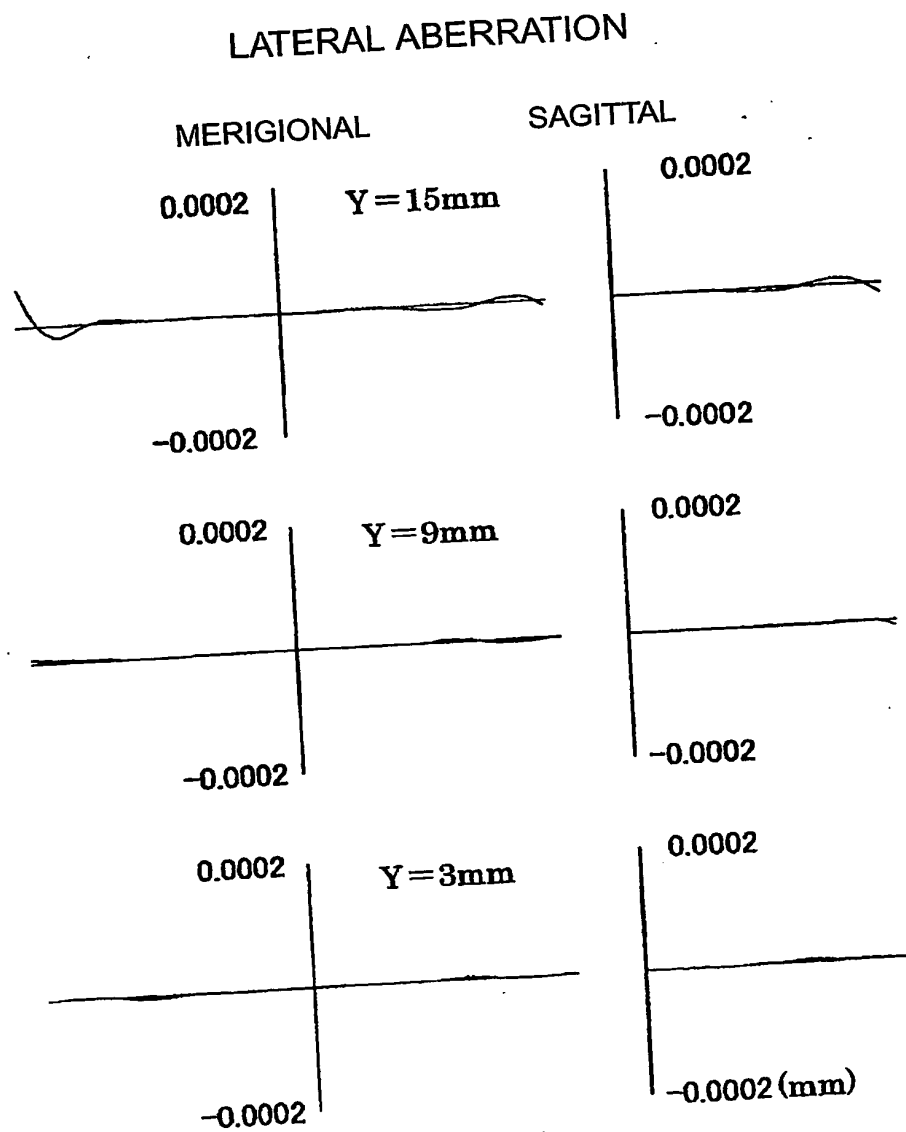 LATERAL ABERRATION
MERIGIONAL SAGITTAL
0.0002 Y=15mm 0.0002
−0.0002 −0.0002
0.0002 Y=9mm 0.0002
−0.0002 −0.0002
0.0002 Y=3mm 0.0002
−0.0002 −0.0002(mm)